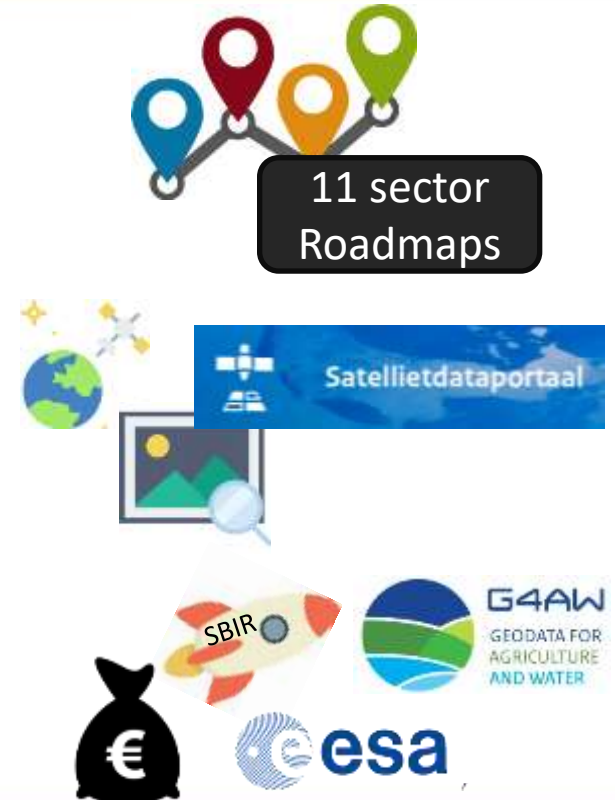 11 sector
Roadmaps
Satellietdataportaal
SBIR
G4AW
GEODATA FOR
AGRICULTURE
AND WATER
€
esa